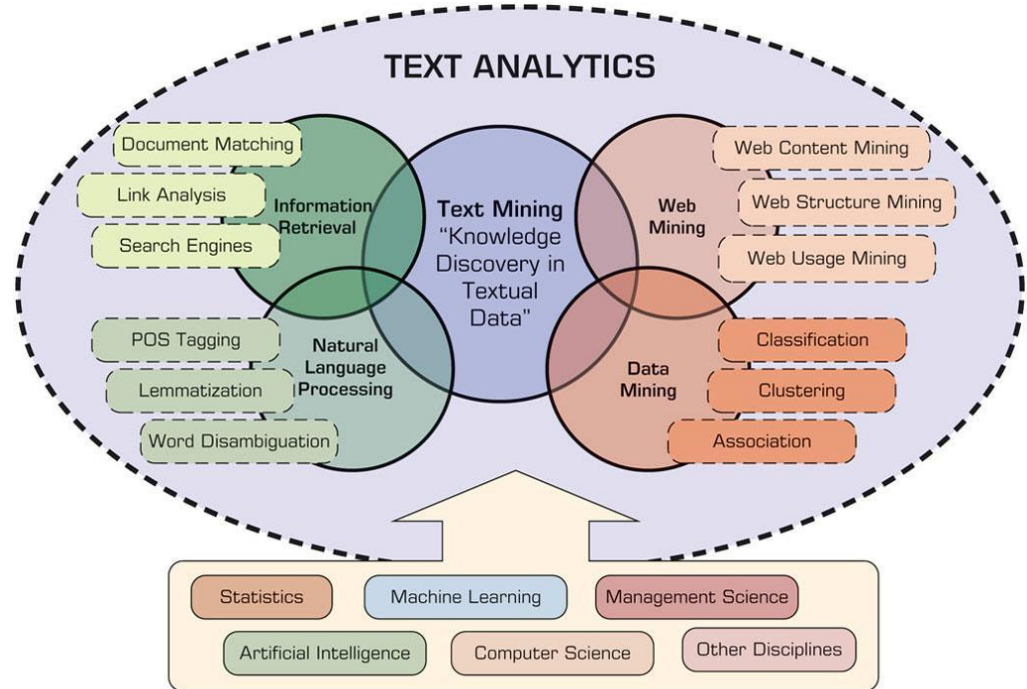 TEXT ANALYTICS
Document Matching
Link Analysis
Search Engines
Information
Retrieval
POS Tagging
Lemmatization
Word Disambiguation
Natural
Language
Processing
Text Mining
“Knowledge
Discovery in
Textual
Data”
Web
Mining
Web Content Mining
Web Structure Mining
Web Usage Mining
Data
Mining
Classification
Clustering
Association
Statistics
Machine Learning
Management Science
Artificial Intelligence
Computer Science
Other Disciplines